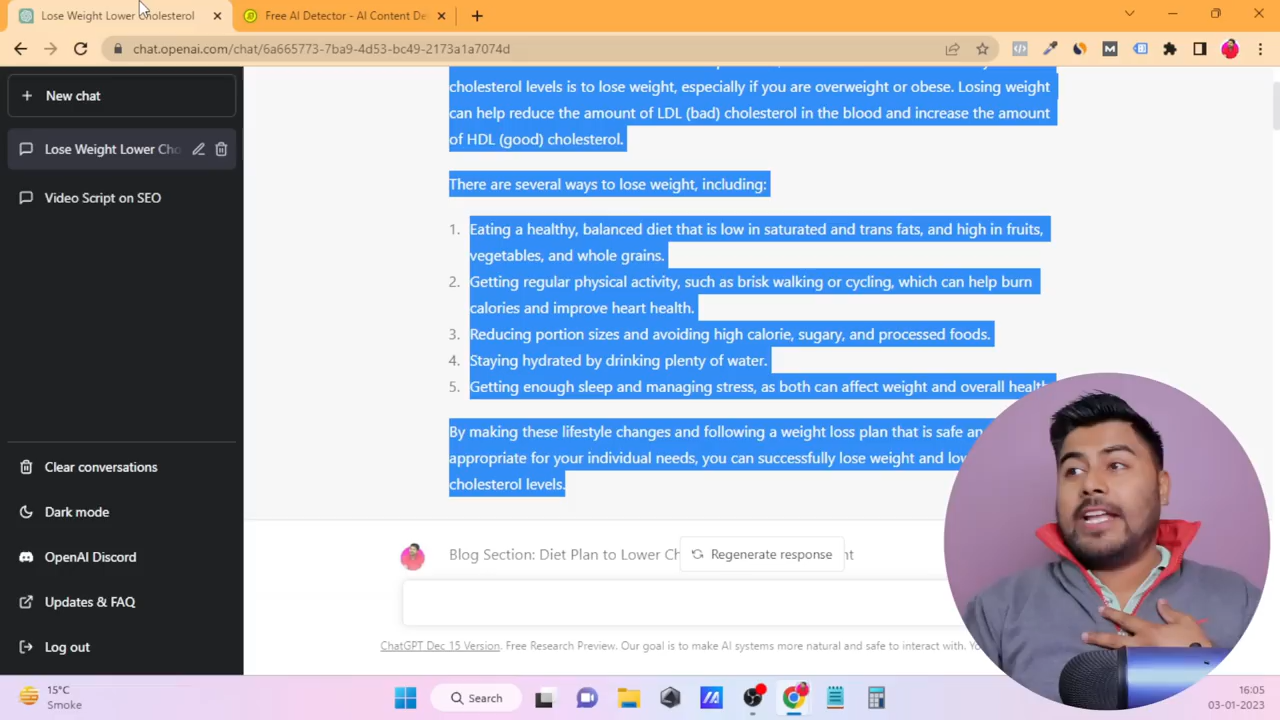 Lose Weight Lower Cholesterol
Free AI Detector - AI Content De
chat.openai.com/chat/6a665773-7ba9-4d53-bc49-2173a1a7074d
New chat
Lose Weight Lower Cho
Video Script on SEO
Clear conversations
Dark mode
OpenAI Discord
Updates & FAQ
Log out
cholesterol levels is to lose weight, especially if you are overweight or obese. Losing weight
can help reduce the amount of LDL (bad) cholesterol in the blood and increase the amount
of HDL (good) cholesterol.
There are several ways to lose weight, including:
1. Eating a healthy, balanced diet that is low in saturated and trans fats, and high in fruits,
vegetables, and whole grains.
2. Getting regular physical activity, such as brisk walking or cycling, which can help burn
calories and improve heart health.
3. Reducing portion sizes and avoiding high calorie, sugary, and processed foods.
4. Staying hydrated by drinking plenty of water.
5. Getting enough sleep and managing stress, as both can affect weight and overall health
By making these lifestyle changes and following a weight loss plan that is safe an
appropriate for your individual needs, you can successfully lose weight and lo
cholesterol levels.
Blog Section: Diet Plan to Lower Ch
Regenerate response
ChatGPT Dec 15 Version. Free Research Preview. Our goal is to make AI systems more natural and safe to interact with. Yo
15°C
Smoke
Search
16:05
03-01-2023